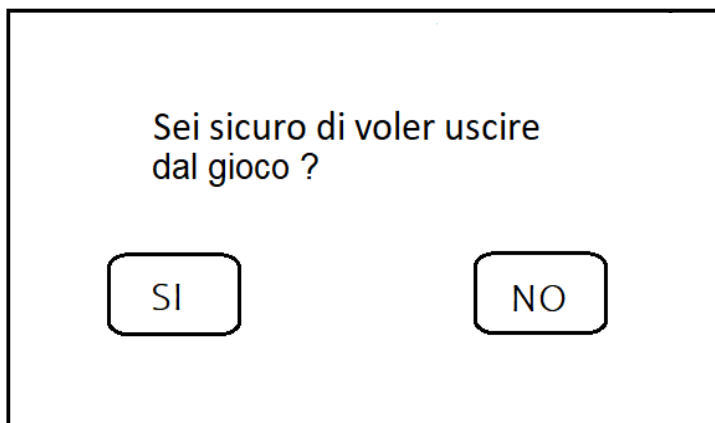 Sei sicuro di voler uscire
dal gioco ?
SI
NO